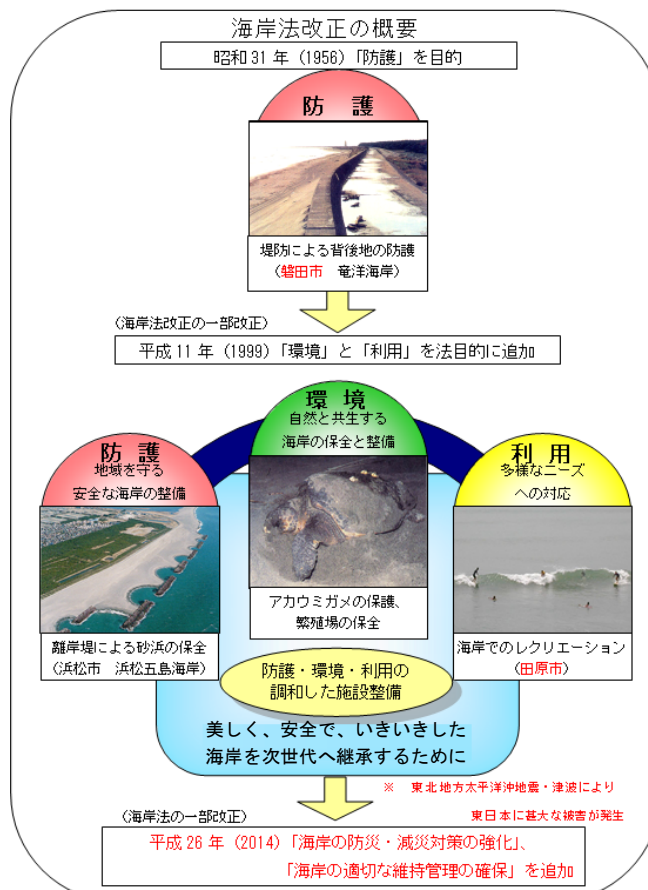 海岸法改正の概要
昭和31年（1956）「防護」を目的
防 護
堤防による背後地の防護
（磐田市　竜洋海岸）
（海岸法改正の一部改正）
平成11年（1999）「環境」と「利用」を法目的に追加
環 境
自然と共生する
海岸の保全と整備
防 護
地域を守る
安全な海岸の整備
利 用
多様なニーズ
への対応
アカウミガメの保護、
繁殖場の保全
離岸堤による砂浜の保全
（浜松市　浜松五島海岸）
海岸でのレクリエーション
（田原市）
防護・環境・利用の
調和した施設整備
美しく、安全で、いきいきした
海岸を次世代へ継承するために
※　東北地方太平洋沖地震・津波により
東日本に甚大な被害が発生
（海岸法の一部改正）
平成26年（2014）「海岸の防災・減災対策の強化」、
「海岸の適切な維持管理の確保」を追加